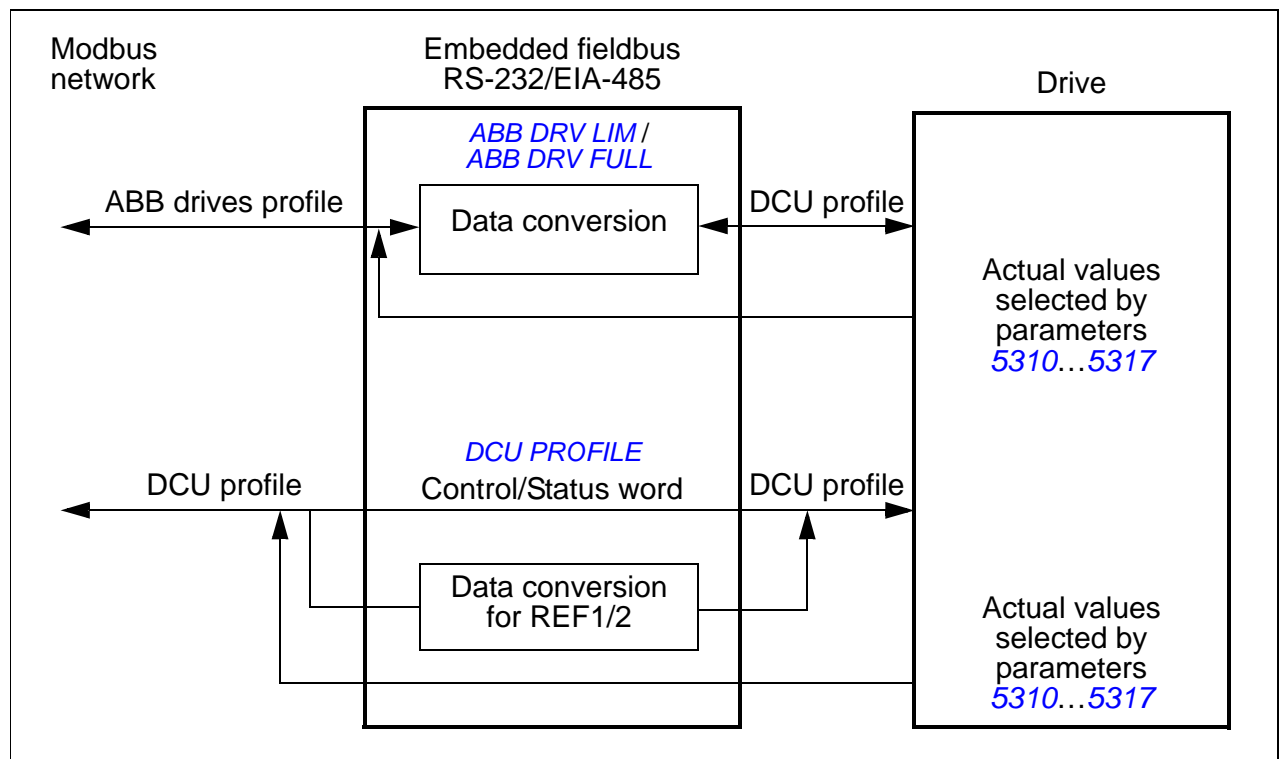 Modbus
network
Embedded fieldbus
RS-232/EIA-485
Drive
ABB DRV LIM /
ABB DRV FULL
ABB drives profile
Data conversion
DCU profile
Actual values
selected by
parameters
5310…5317
DCU PROFILE
DCU profile
Control/Status word
DCU profile
Data conversion
for REF1/2
Actual values
selected by
parameters
5310…5317